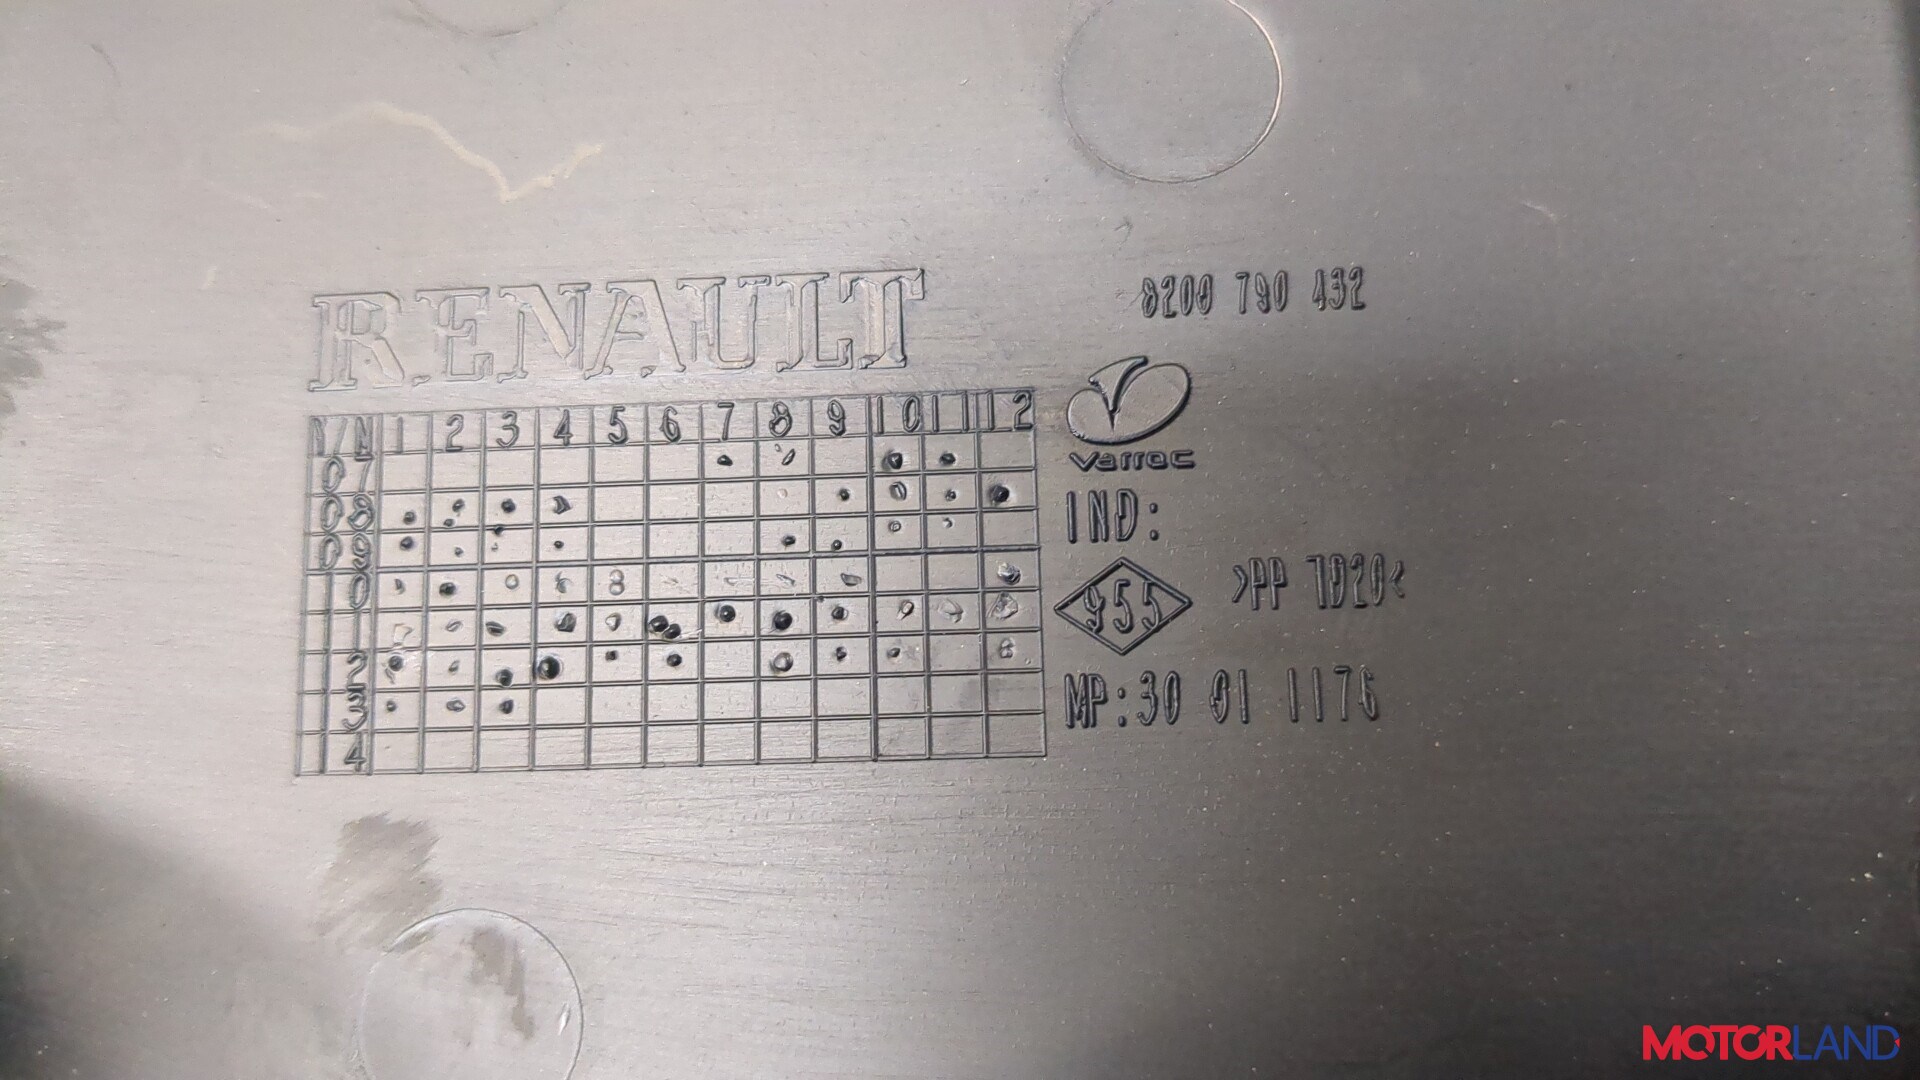 RENAULT
8200 790 432
A/M 1 2 3 4 5 6 7 8 9 10 11 12
07
08
09
10
11
12
13
14
varroc
IND:
955
>PP TD20<
MP:30 01 1176
MOTORLAND